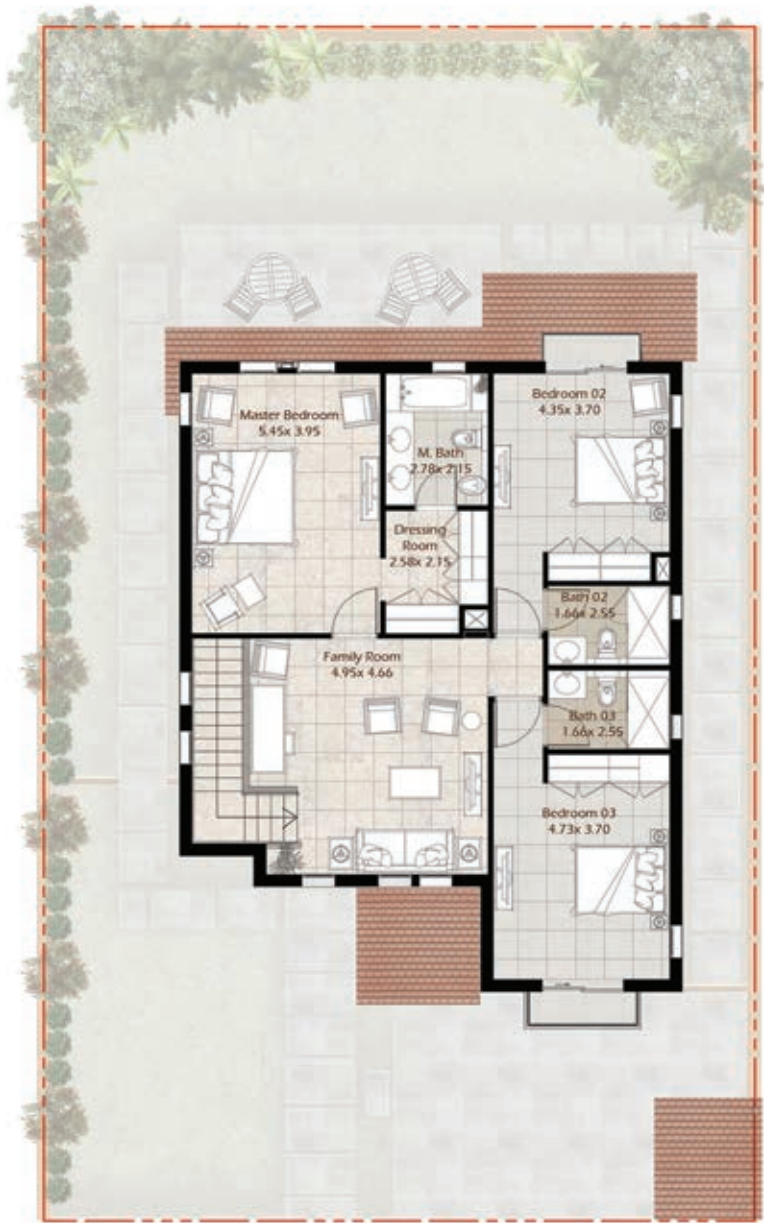 Master Bedroom
5.45x 3.95
M. Bath
2.78x 2.15
Bedroom 02
4.35x 3.70
Dressing
Room
2.58x 2.15
Bath 02
1.66x 2.55
Family Room
4.95x 4.66
Bath 03
1.66x 2.55
Bedroom 03
4.73x 3.70